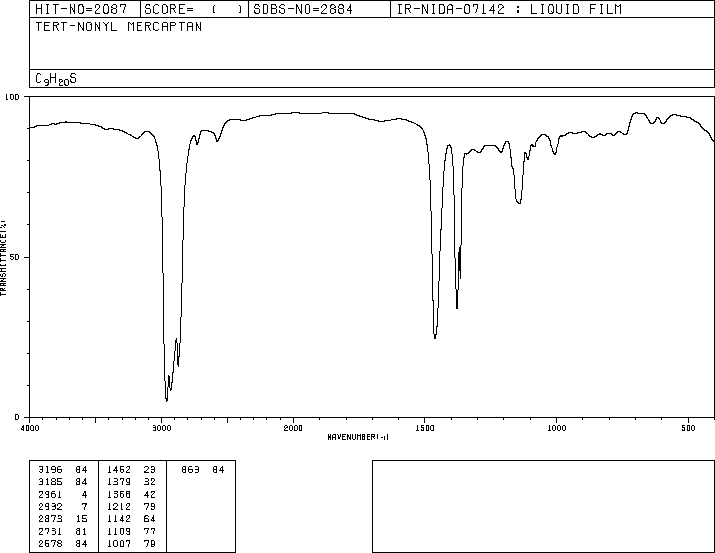 HIT-NO=2087 SCORE= ( ) SDBS-NO=2884 IR-NIDA-07142 : LIQUID FILM
TERT-NONYL MERCAPTAN
C9H20S
100
50
0
TRANSMITTANCE(%)
4000 3000 2000 1500 1000 500
WAVENUMBER(-1)
3196 84 1462 23 863 84
3185 84 1379 32
2961 4 1368 42
2932 7 1212 79
2873 15 1142 64
2731 81 1109 77
2578 84 1007 79